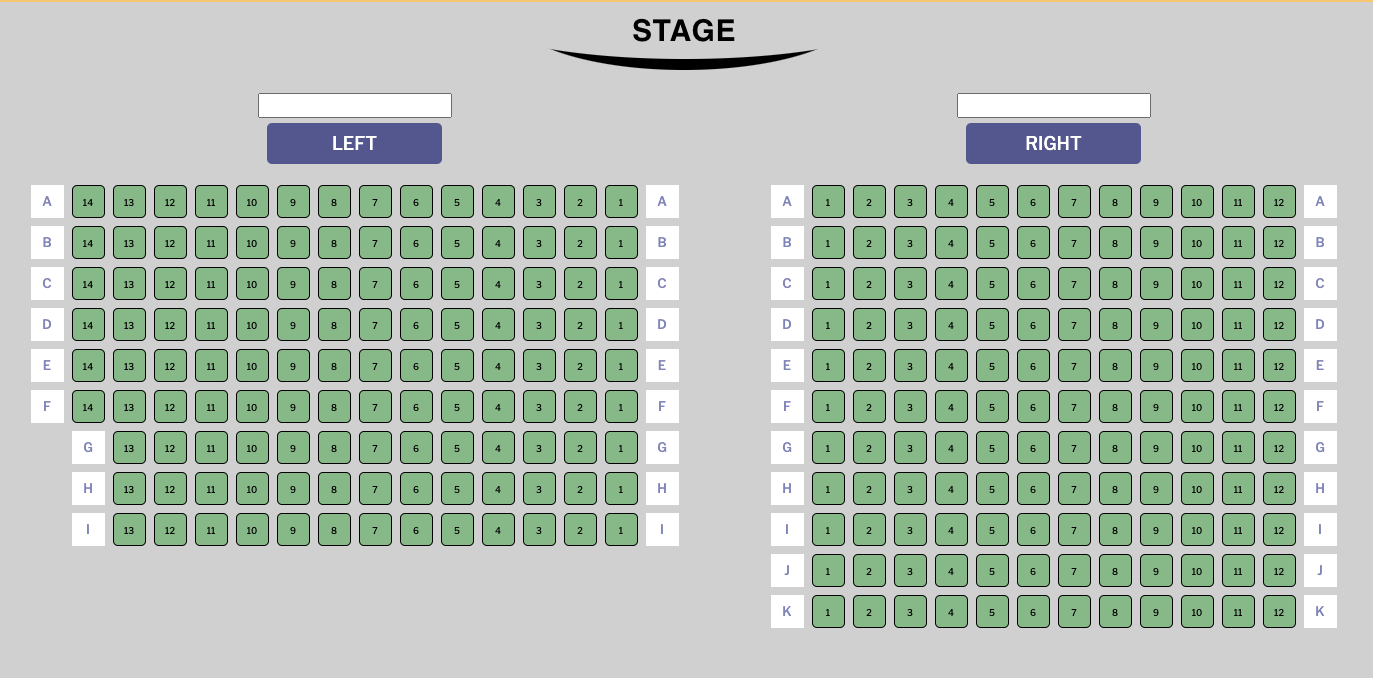 STAGE
LEFT RIGHT
A 14 13 12 11 10 9 8 7 6 5 4 3 2 1 A A 1 2 3 4 5 6 7 8 9 10 11 12 A
B 14 13 12 11 10 9 8 7 6 5 4 3 2 1 B B 1 2 3 4 5 6 7 8 9 10 11 12 B
C 14 13 12 11 10 9 8 7 6 5 4 3 2 1 C C 1 2 3 4 5 6 7 8 9 10 11 12 C
D 14 13 12 11 10 9 8 7 6 5 4 3 2 1 D D 1 2 3 4 5 6 7 8 9 10 11 12 D
E 14 13 12 11 10 9 8 7 6 5 4 3 2 1 E E 1 2 3 4 5 6 7 8 9 10 11 12 E
F 14 13 12 11 10 9 8 7 6 5 4 3 2 1 F F 1 2 3 4 5 6 7 8 9 10 11 12 F
G 13 12 11 10 9 8 7 6 5 4 3 2 1 G G 1 2 3 4 5 6 7 8 9 10 11 12 G
H 13 12 11 10 9 8 7 6 5 4 3 2 1 H H 1 2 3 4 5 6 7 8 9 10 11 12 H
I 13 12 11 10 9 8 7 6 5 4 3 2 1 I I 1 2 3 4 5 6 7 8 9 10 11 12 I
J 1 2 3 4 5 6 7 8 9 10 11 12 J
K 1 2 3 4 5 6 7 8 9 10 11 12 K